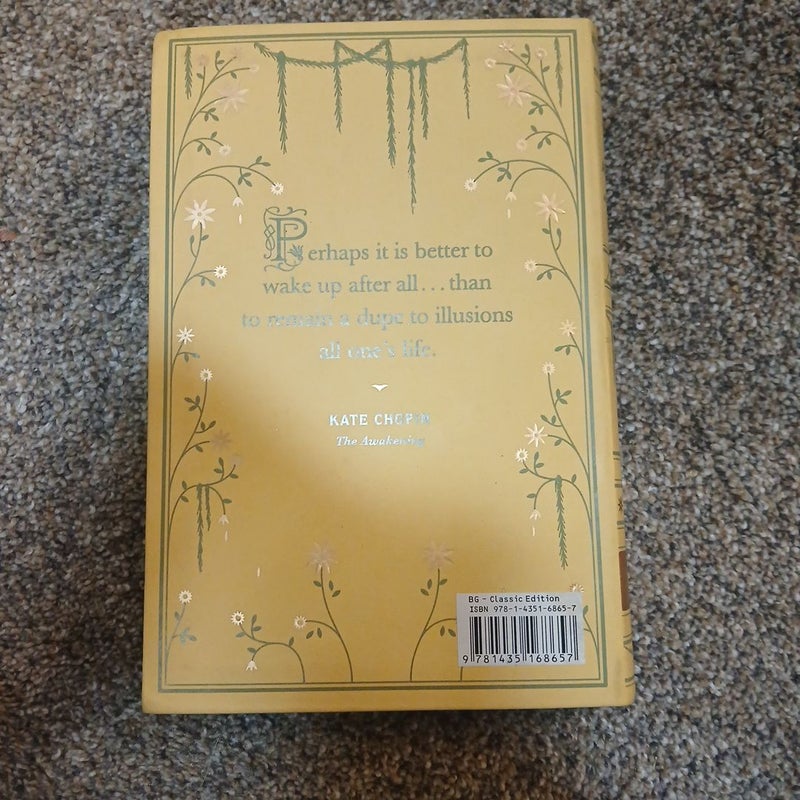 Perhaps it is better to
wake up after all...than
to remain a dupe to illusions
all one's life.
KATE CHOPIN
The Awakening
BG - Classic Edition
ISBN 978-1-4351-6865-7
9 781435 168657